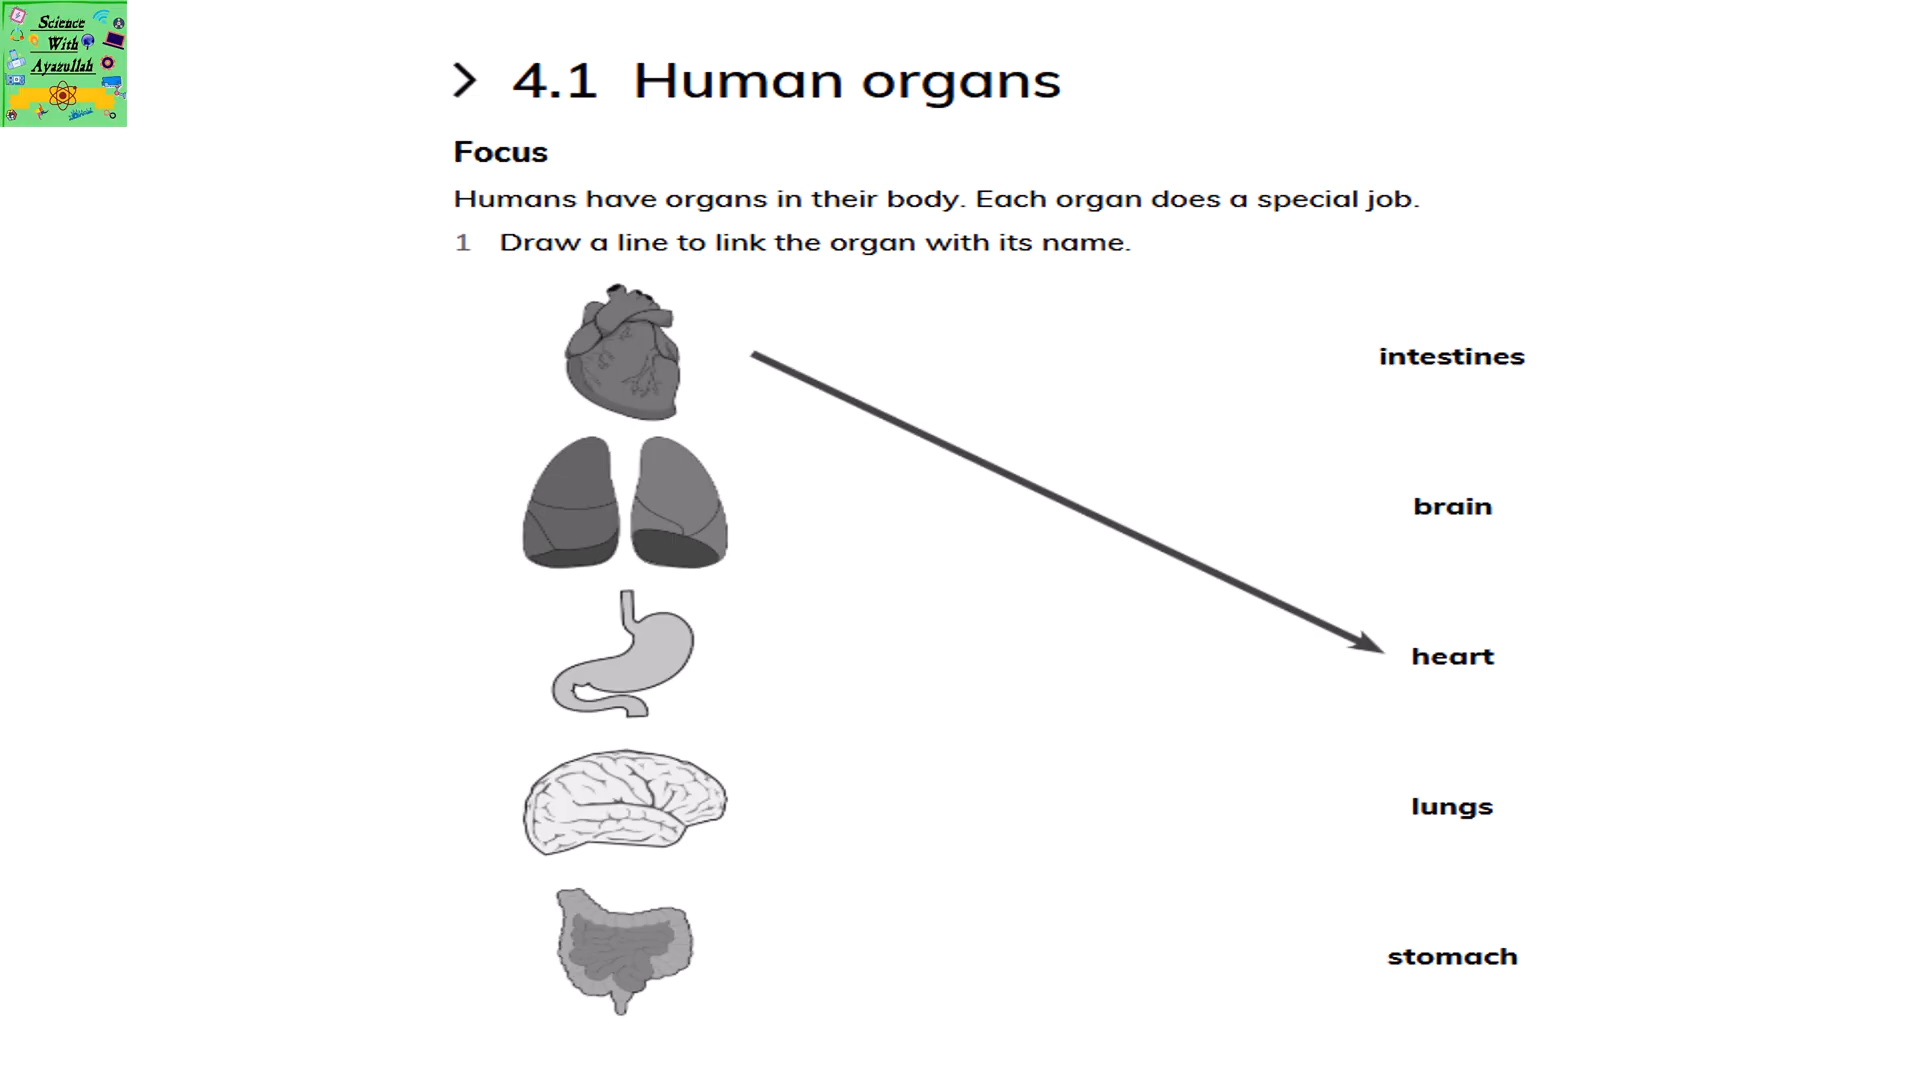 Science
With
Ayazullah
4.1 Human organs
Focus
Humans have organs in their body. Each organ does a special job.
1 Draw a line to link the organ with its name.
intestines
brain
heart
lungs
stomach